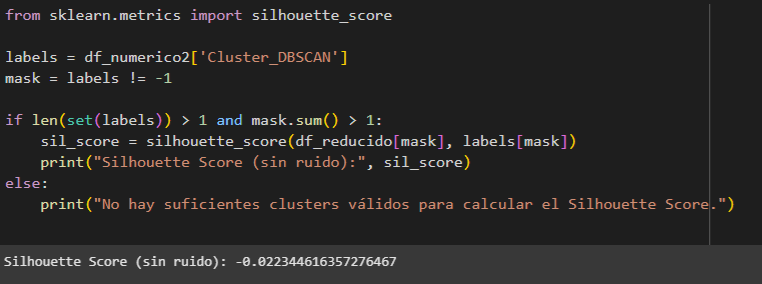 from sklearn.metrics import silhouette_score
labels = df_numerico2['Cluster_DBSCAN']
mask = labels != -1
if len(set(labels)) > 1 and mask.sum() > 1:
    sil_score = silhouette_score(df_reducido[mask], labels[mask])
    print("Silhouette Score (sin ruido):", sil_score)
else:
    print("No hay suficientes clusters válidos para calcular el Silhouette Score.")
Silhouette Score (sin ruido): -0.022344616357276467